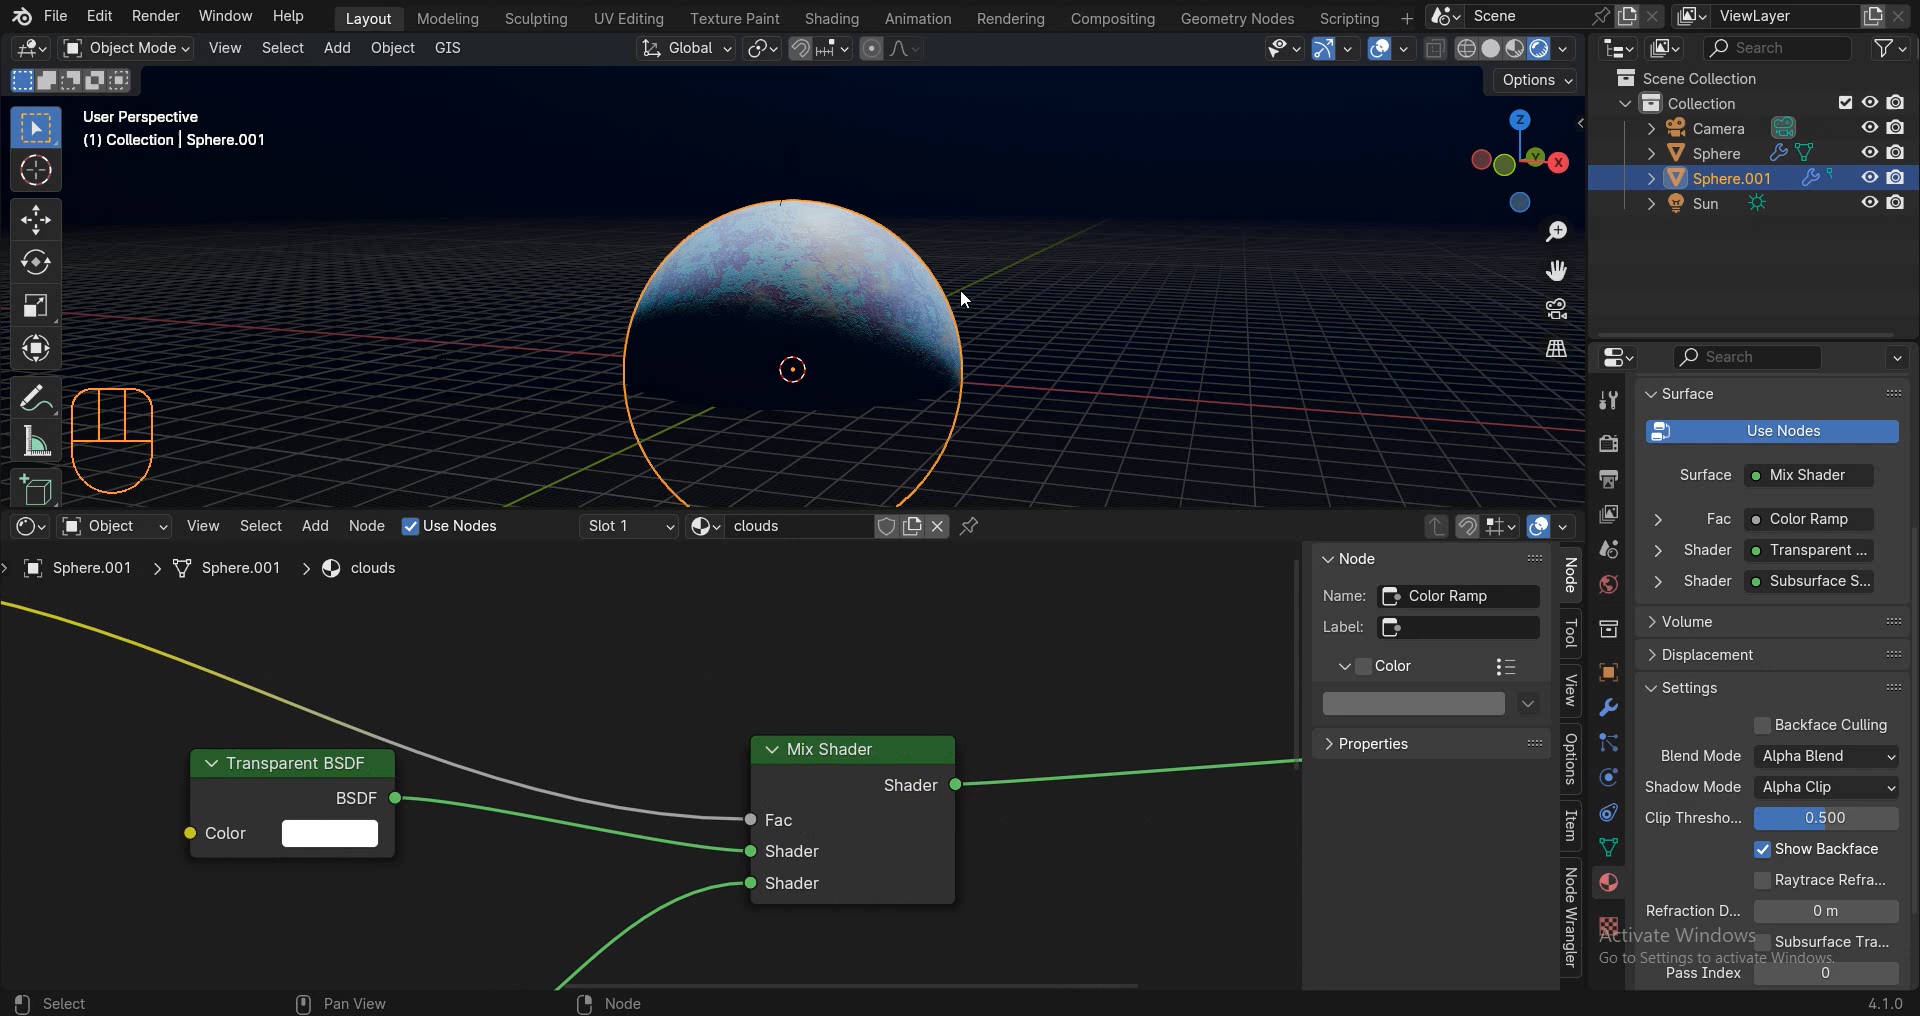 File Edit Render Window Help Layout Modeling Sculpting UV Editing Texture Paint Shading Animation Rendering Compositing Geometry Nodes Scripting + Scene ViewLayer
Object Mode View Select Add Object GIS Global Search
Options
User Perspective
(1) Collection | Sphere.001
Z
Y
X
Scene Collection
Collection
Camera
Sphere
Sphere.001
Sun
Search
Surface
Use Nodes
Surface Mix Shader
Fac Color Ramp
Shader Transparent ...
Shader Subsurface S...
Volume
Displacement
Settings
Backface Culling
Blend Mode Alpha Blend
Shadow Mode Alpha Clip
Clip Thresho... 0.500
Show Backface
Raytrace Refra...
Refraction D... 0 m
Subsurface Tra...
Pass Index 0
Activate Windows
Go to Settings to activate Windows.
Object View Select Add Node Use Nodes Slot 1 clouds
Sphere.001 > Sphere.001 > clouds
Transparent BSDF
BSDF
Color
Mix Shader
Shader
Fac
Shader
Shader
Node
Name: Color Ramp
Label:
Color
Properties
Node
Tool
View
Options
Item
Node Wrangler
Select Pan View Node 4.1.0